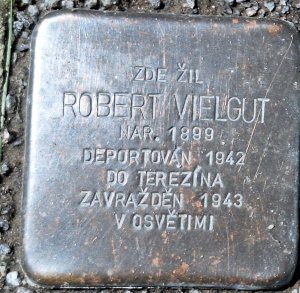 ZDE ŽIL
ROBERT VIELGUT
NAR. 1899
DEPORTOVÁN 1942
DO TEREZÍNA
ZAVRAŽDĚN 1943
V OSVĚTIMI